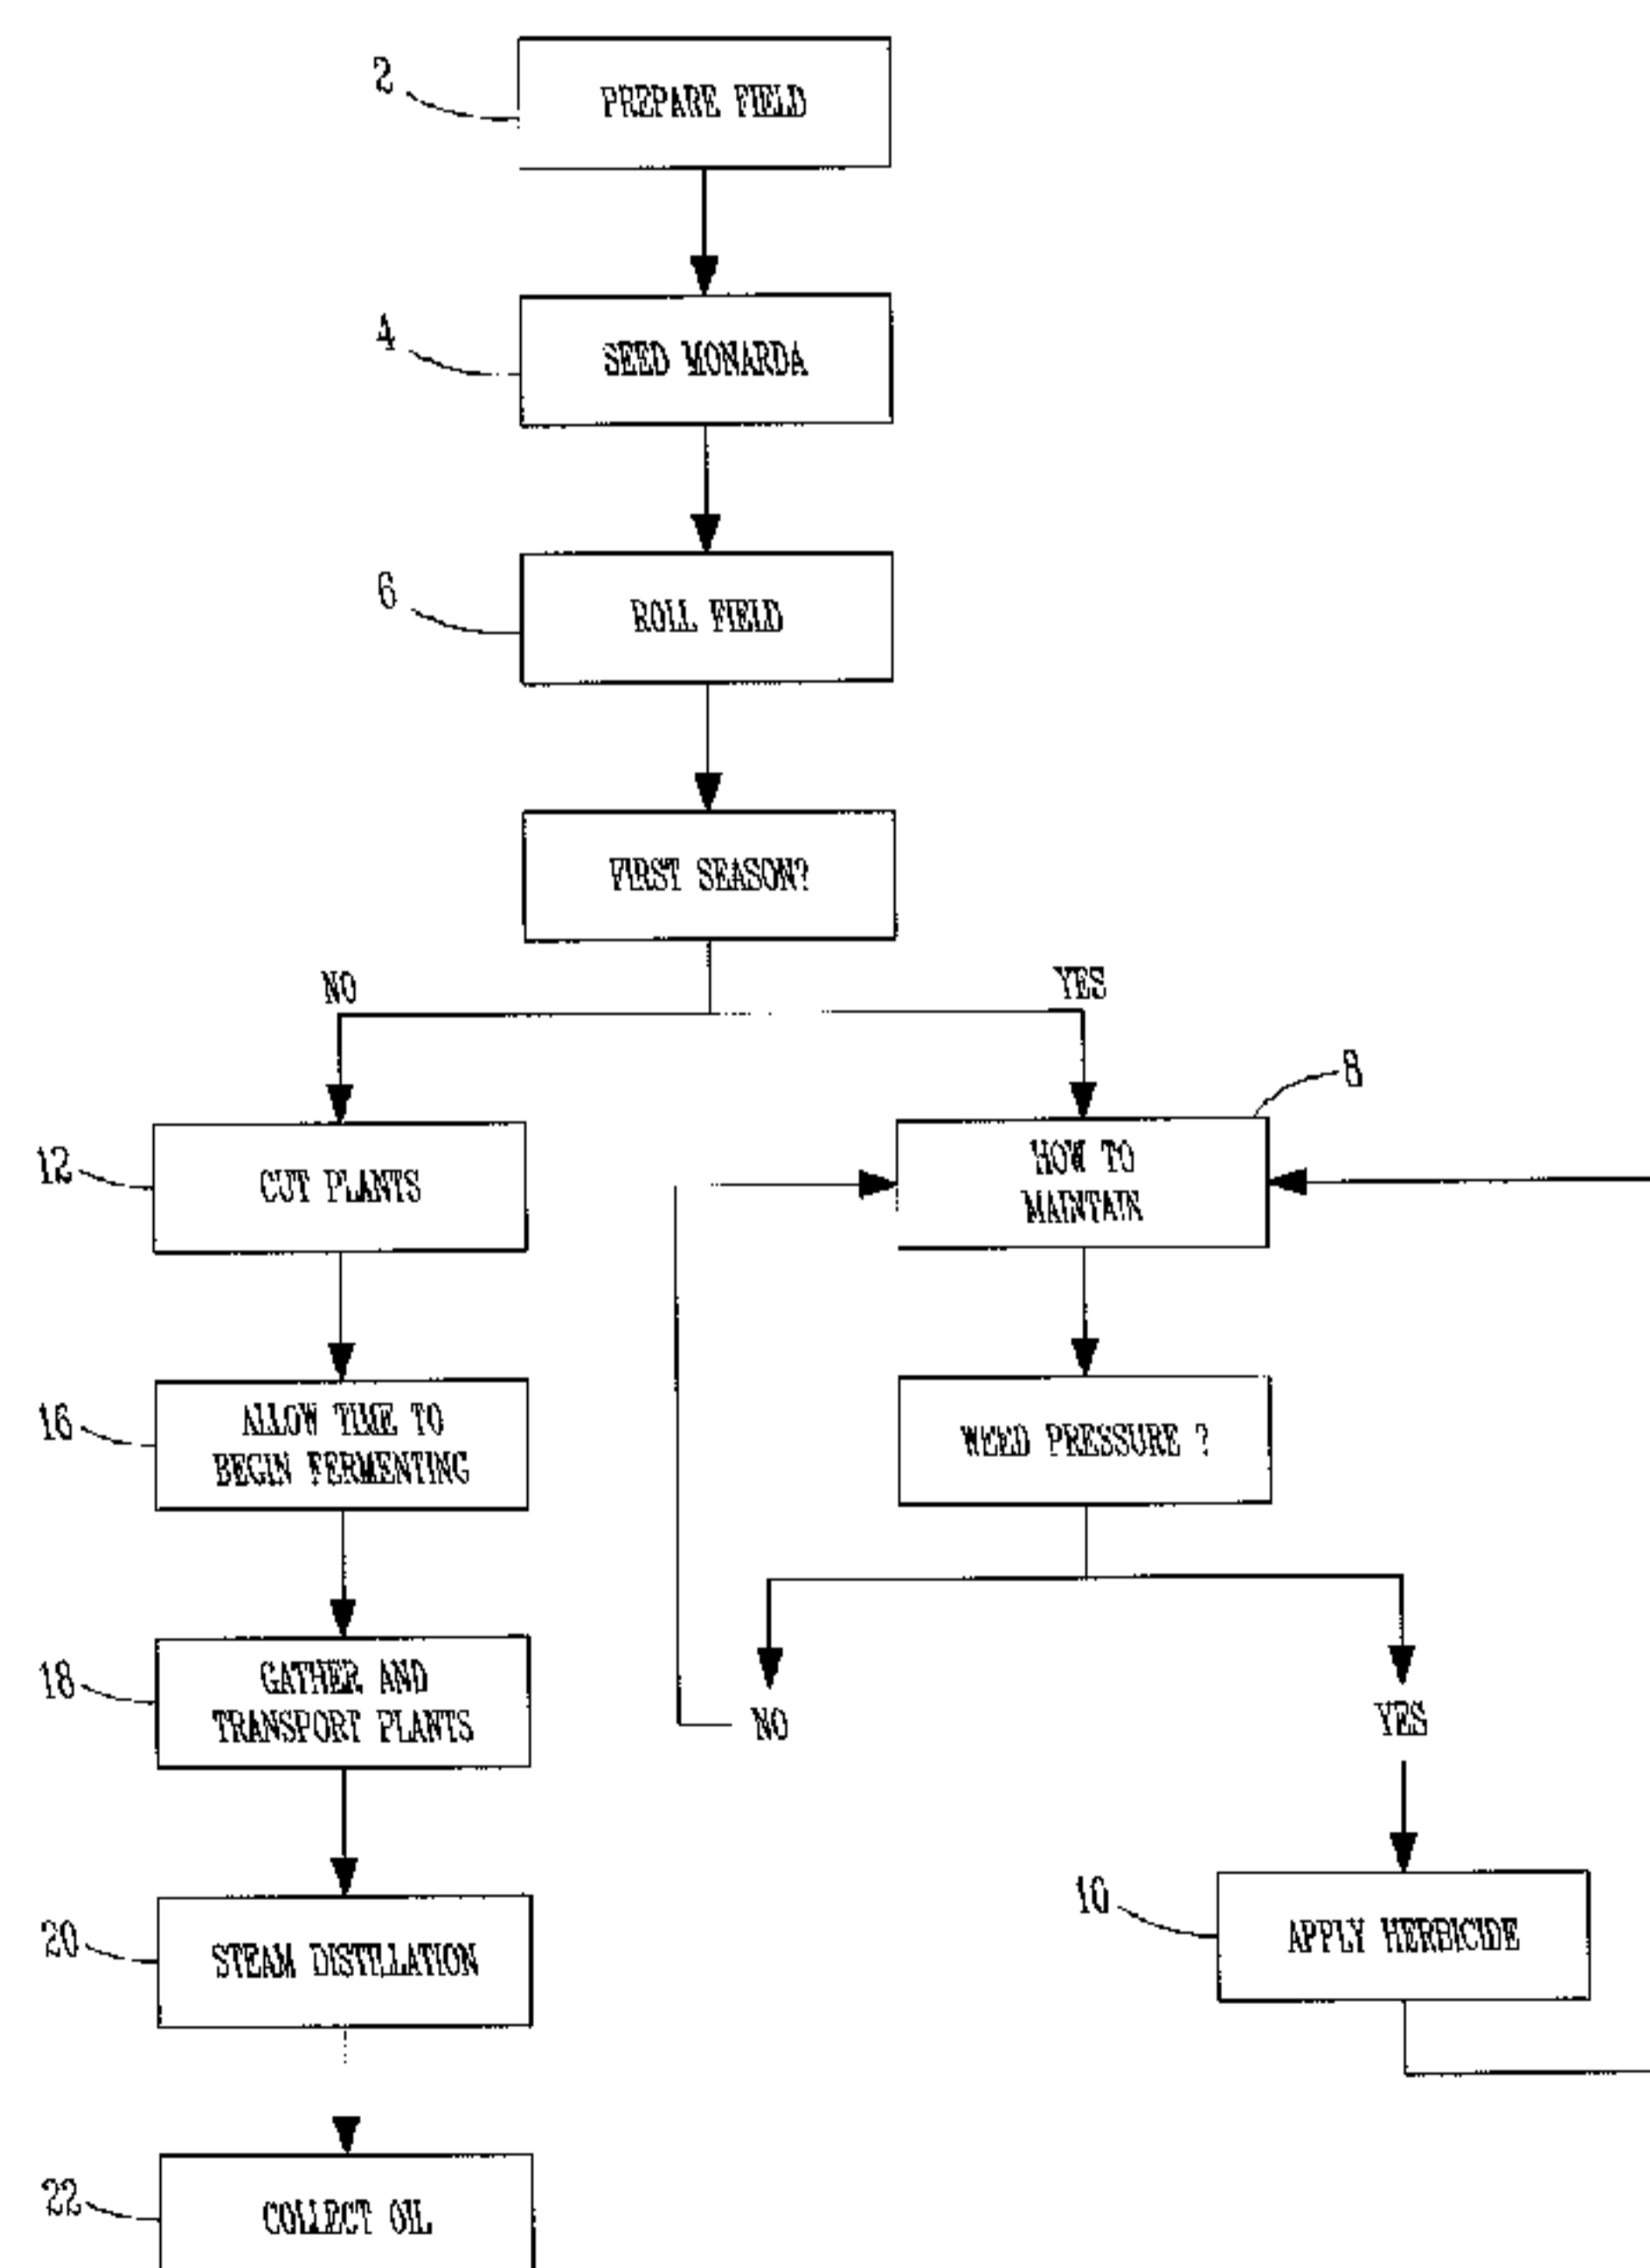 2
PREPARE FIELD
4
SEED MONARDA
6
ROLL FIELD
FIRST SEASON?
NO
YES
8
12
CUT PLANTS
HOW TO
MAINTAIN
16
ALLOW TIME TO
BEGIN FERMENTING
WEED PRESSURE ?
18
GATHER AND
TRANSPORT PLANTS
NO
YES
20
STEAM DISTILLATION
10
APPLY HERBICIDE
22
COLLECT OIL